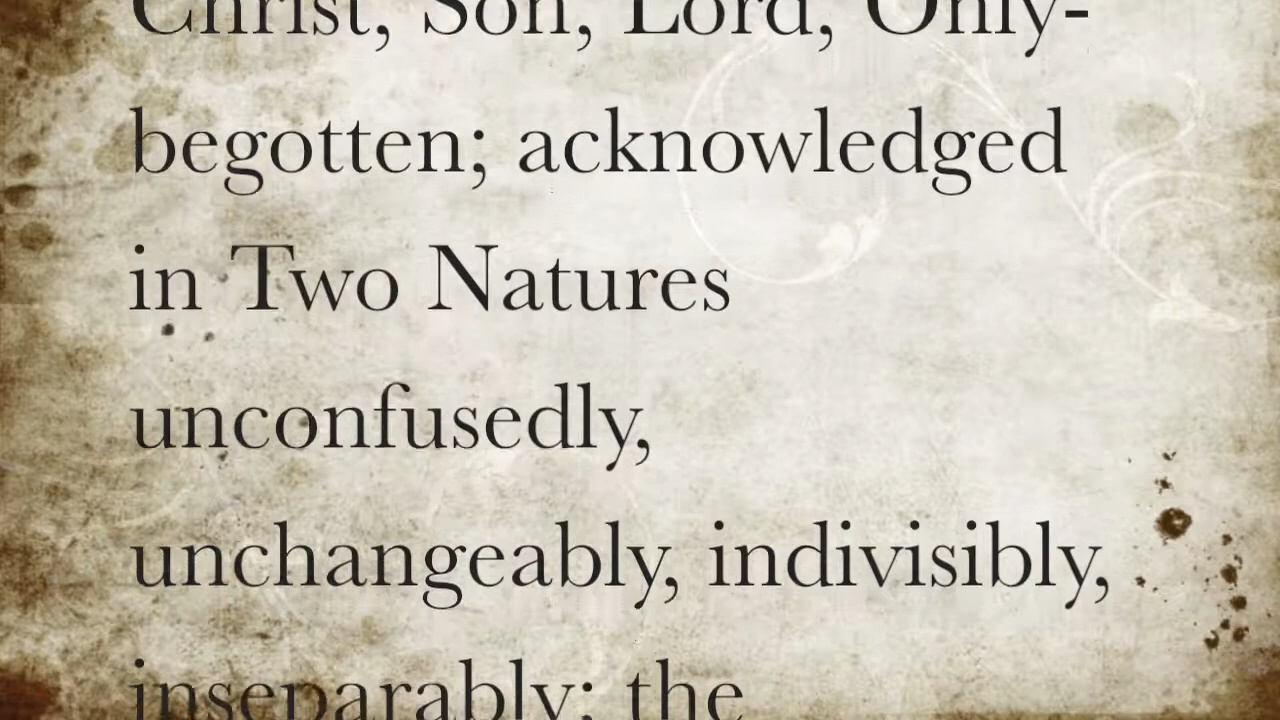 Christ, Son, Lord, Only-
begotten; acknowledged
in Two Natures
unconfusedly,
unchangeably, indivisibly,
inseparably; the